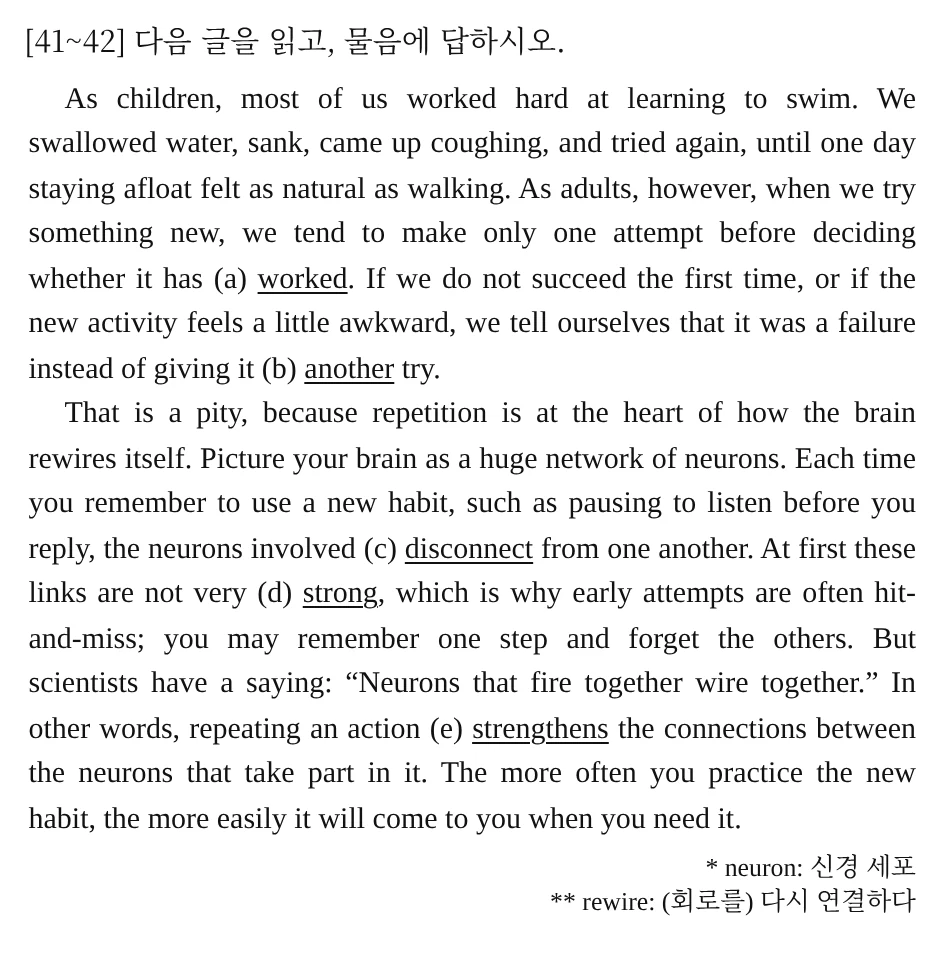 [41~42] 다음 글을 읽고, 물음에 답하시오.
As children, most of us worked hard at learning to swim. We
swallowed water, sank, came up coughing, and tried again, until one day
staying afloat felt as natural as walking. As adults, however, when we try
something new, we tend to make only one attempt before deciding
whether it has (a) worked. If we do not succeed the first time, or if the
new activity feels a little awkward, we tell ourselves that it was a failure
instead of giving it (b) another try.
That is a pity, because repetition is at the heart of how the brain
rewires itself. Picture your brain as a huge network of neurons. Each time
you remember to use a new habit, such as pausing to listen before you
reply, the neurons involved (c) disconnect from one another. At first these
links are not very (d) strong, which is why early attempts are often hit-
and-miss; you may remember one step and forget the others. But
scientists have a saying: “Neurons that fire together wire together.” In
other words, repeating an action (e) strengthens the connections between
the neurons that take part in it. The more often you practice the new
habit, the more easily it will come to you when you need it.
* neuron: 신경 세포
** rewire: (회로를) 다시 연결하다